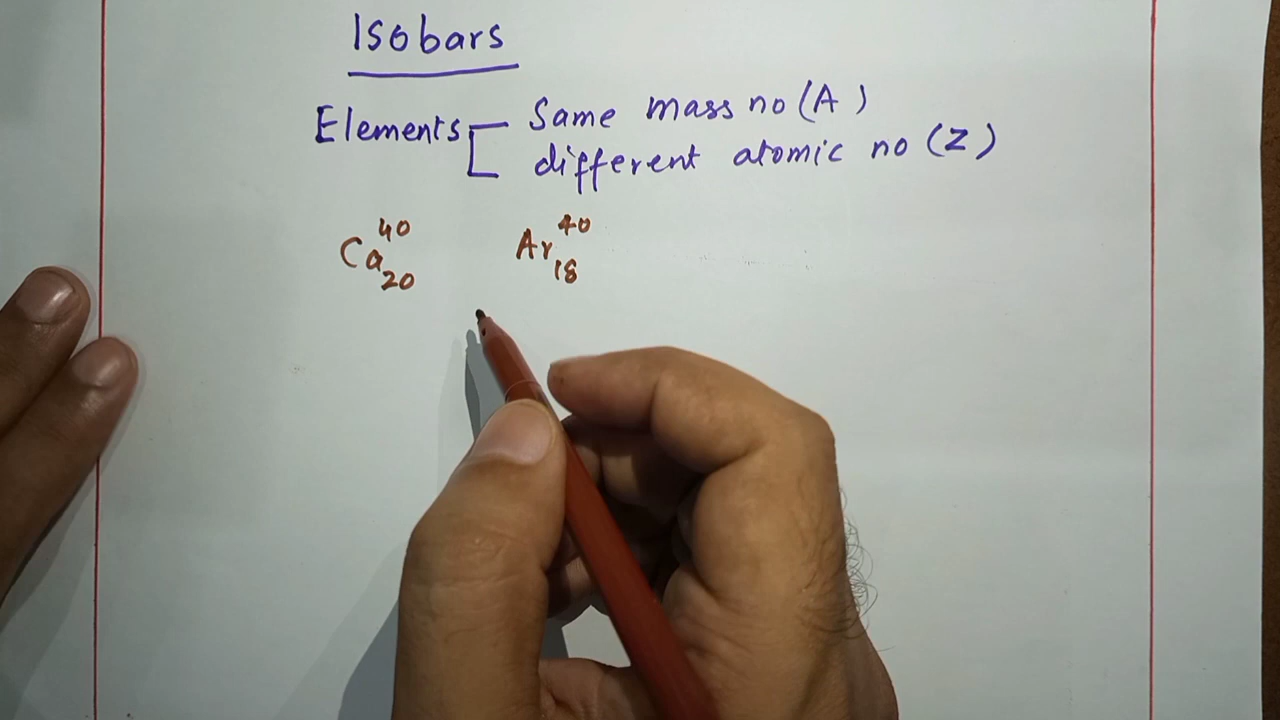 Isobars
Elements Same mass no (A)
different atomic no (Z)
Ca 40 20 Ar 40 18